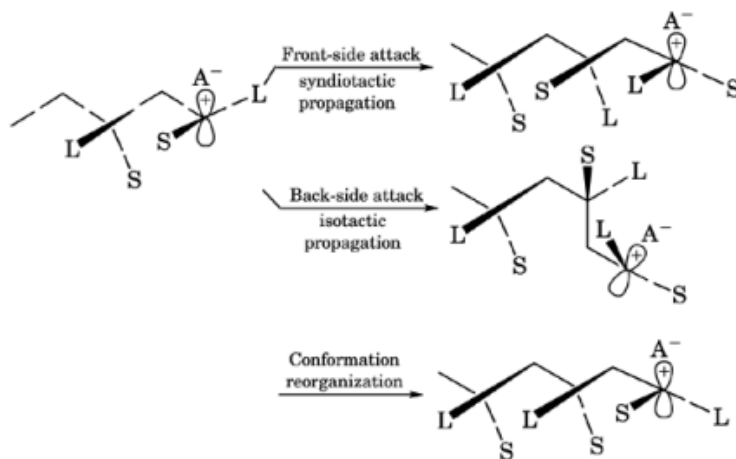 A⁻
+
L
L
S
S
Front-side attack
syndiotactic
propagation
A⁻
+
L
S
S
L
L
S
Back-side attack
isotactic
propagation
S
L
L
A⁻
+
L
S
S
Conformation
reorganization
A⁻
+
L
S
L
S
S
L